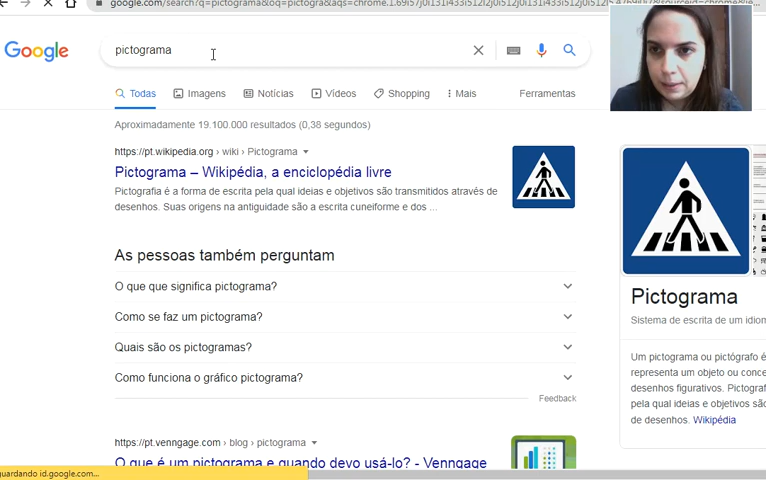 google.com/search?q=pictograma&oq=pictogra&aqs=chrome.
Google
pictograma
Todas Imagens Notícias Vídeos Shopping Mais Ferramentas
Aproximadamente 19.100.000 resultados (0,38 segundos)
https://pt.wikipedia.org › wiki › Pictograma
Pictograma – Wikipédia, a enciclopédia livre
Pictografia é a forma de escrita pela qual ideias e objetivos são transmitidos através de
desenhos. Suas origens na antiguidade são a escrita cuneiforme e dos ...
As pessoas também perguntam
O que que significa pictograma?
Como se faz um pictograma?
Quais são os pictogramas?
Como funciona o gráfico pictograma?
Feedback
https://pt.venngage.com › blog › pictograma
O que é um pictograma e quando devo usá-lo? - Venngage
Pictograma
Sistema de escrita de um idiom
Um pictograma ou pictógrafo é
representa um objeto ou conce
desenhos figurativos. Pictograf
pela qual ideias e objetivos são
de desenhos. Wikipédia
guardando id.google.com...